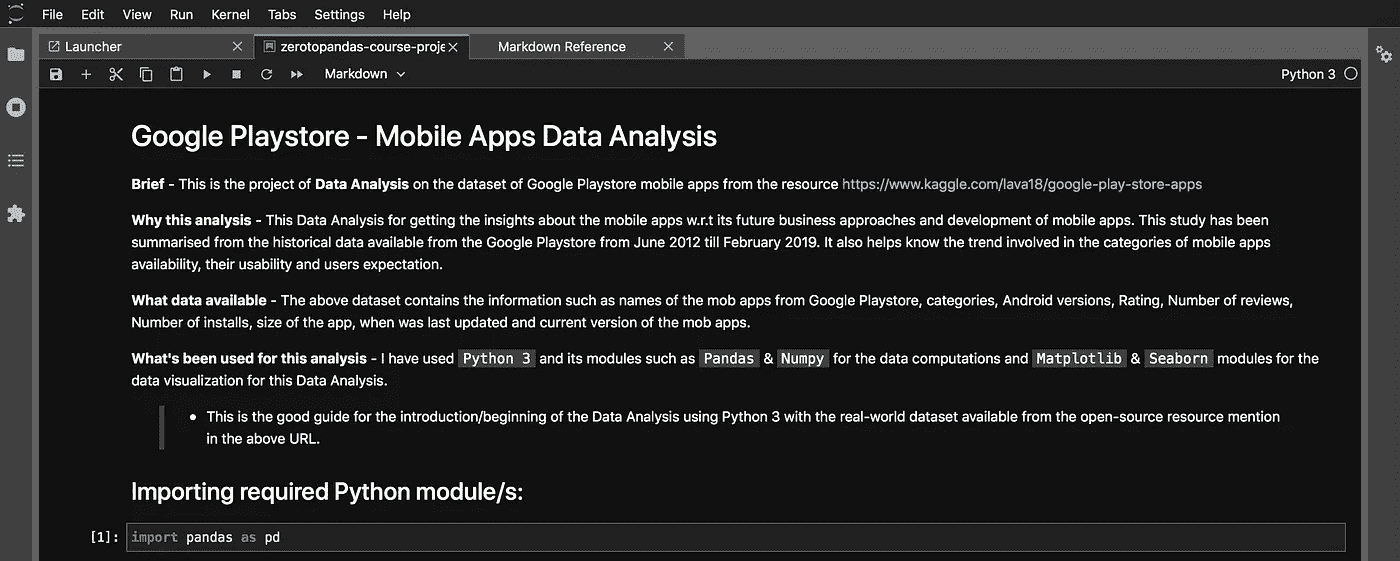 File Edit View Run Kernel Tabs Settings Help
Launcher
zerotopandas-course-proje
Markdown Reference
Markdown
Python 3
Google Playstore - Mobile Apps Data Analysis
Brief - This is the project of Data Analysis on the dataset of Google Playstore mobile apps from the resource https://www.kaggle.com/lava18/google-play-store-apps
Why this analysis - This Data Analysis for getting the insights about the mobile apps w.r.t its future business approaches and development of mobile apps. This study has been
summarised from the historical data available from the Google Playstore from June 2012 till February 2019. It also helps know the trend involved in the categories of mobile apps
availability, their usability and users expectation.
What data available - The above dataset contains the information such as names of the mob apps from Google Playstore, categories, Android versions, Rating, Number of reviews,
Number of installs, size of the app, when was last updated and current version of the mob apps.
What's been used for this analysis - I have used Python 3 and its modules such as Pandas & Numpy for the data computations and Matplotlib & Seaborn modules for the
data visualization for this Data Analysis.
• This is the good guide for the introduction/beginning of the Data Analysis using Python 3 with the real-world dataset available from the open-source resource mention
in the above URL.
Importing required Python module/s:
[1]: import pandas as pd